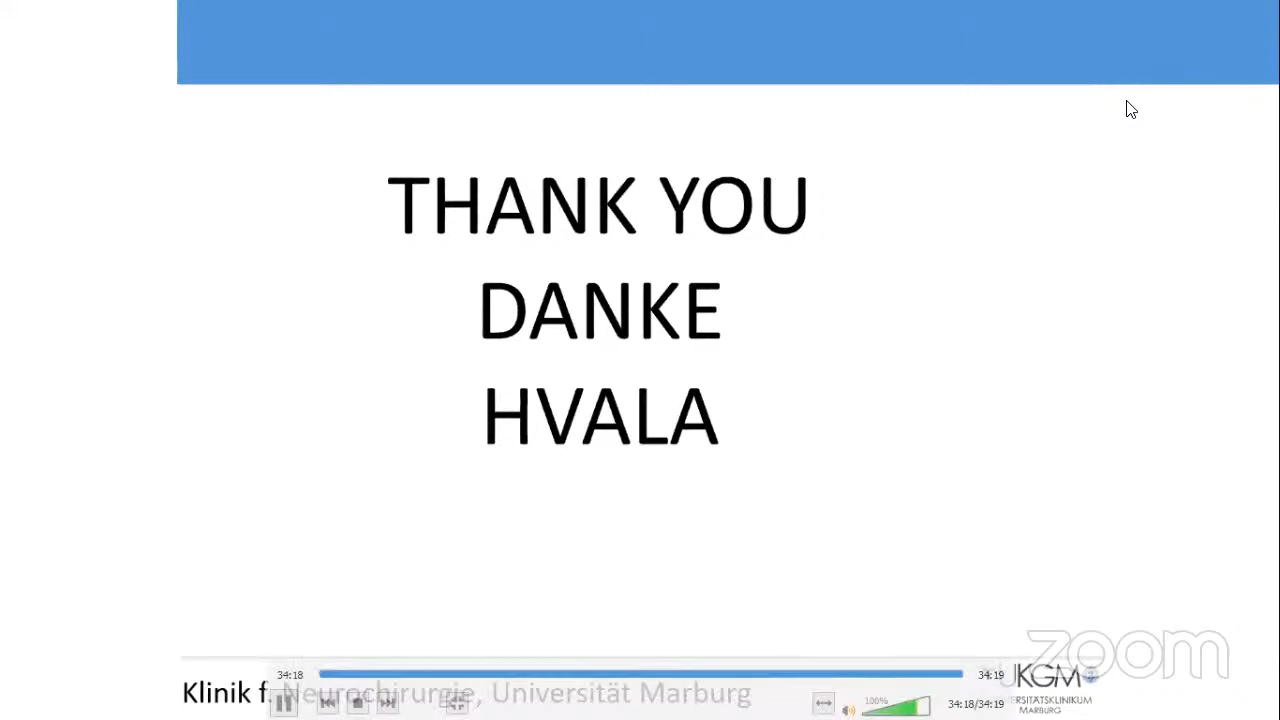 THANK YOU
DANKE
HVALA
zoom
34:18
34:19
UKGM
Klinik f. Neurochirurgie, Universität Marburg
100%
34:18/34:19
MARBURG